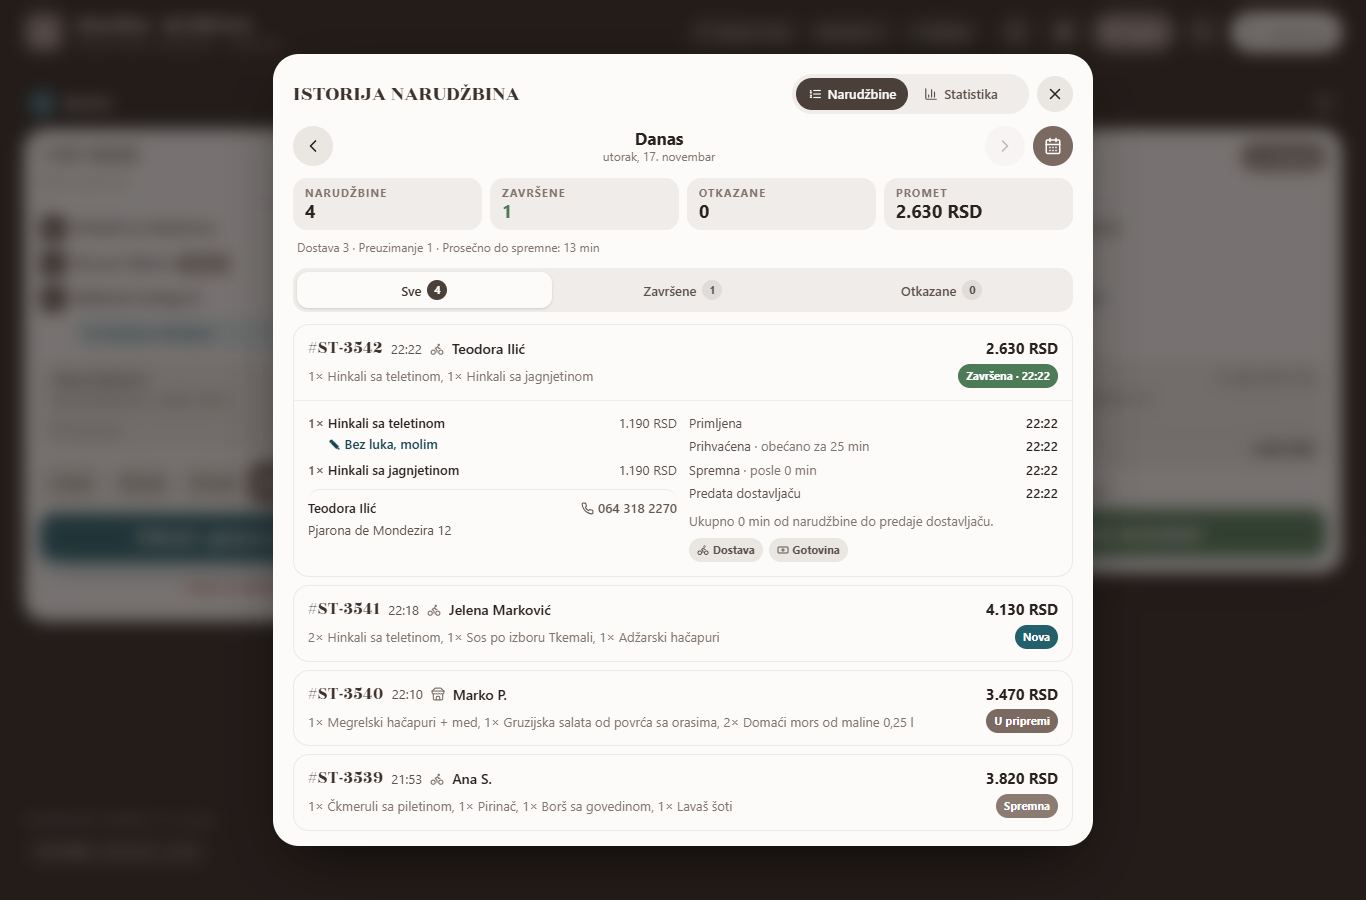 ISTORIJA NARUDŽBINA
Narudžbine
Statistika
Danas
utorak, 17. novembar
NARUDŽBINE
4
ZAVRŠENE
1
OTKAZANE
0
PROMET
2.630 RSD
Dostava 3 · Preuzimanje 1 · Prosečno do spremne: 13 min
Sve 4
Završene 1
Otkazane 0
#ST-3542 22:22 Teodora Ilić 2.630 RSD
1× Hinkali sa teletinom, 1× Hinkali sa jagnjetinom Završena · 22:22
1× Hinkali sa teletinom 1.190 RSD
Bez luka, molim
1× Hinkali sa jagnjetinom 1.190 RSD
Teodora Ilić 064 318 2270
Pjarona de Mondezira 12
Primljena 22:22
Prihvaćena · obećano za 25 min 22:22
Spremna · posle 0 min 22:22
Predata dostavljaču 22:22
Ukupno 0 min od narudžbine do predaje dostavljaču.
Dostava Gotovina
#ST-3541 22:18 Jelena Marković 4.130 RSD
2× Hinkali sa teletinom, 1× Sos po izboru Tkemali, 1× Adžarski hačapuri Nova
#ST-3540 22:10 Marko P. 3.470 RSD
1× Megrelski hačapuri + med, 1× Gruzijska salata od povrća sa orasima, 2× Domaći mors od maline 0,25 l U pripremi
#ST-3539 21:53 Ana S. 3.820 RSD
1× Čkmeruli sa piletinom, 1× Pirinač, 1× Borš sa govedinom, 1× Lavaš šoti Spremna